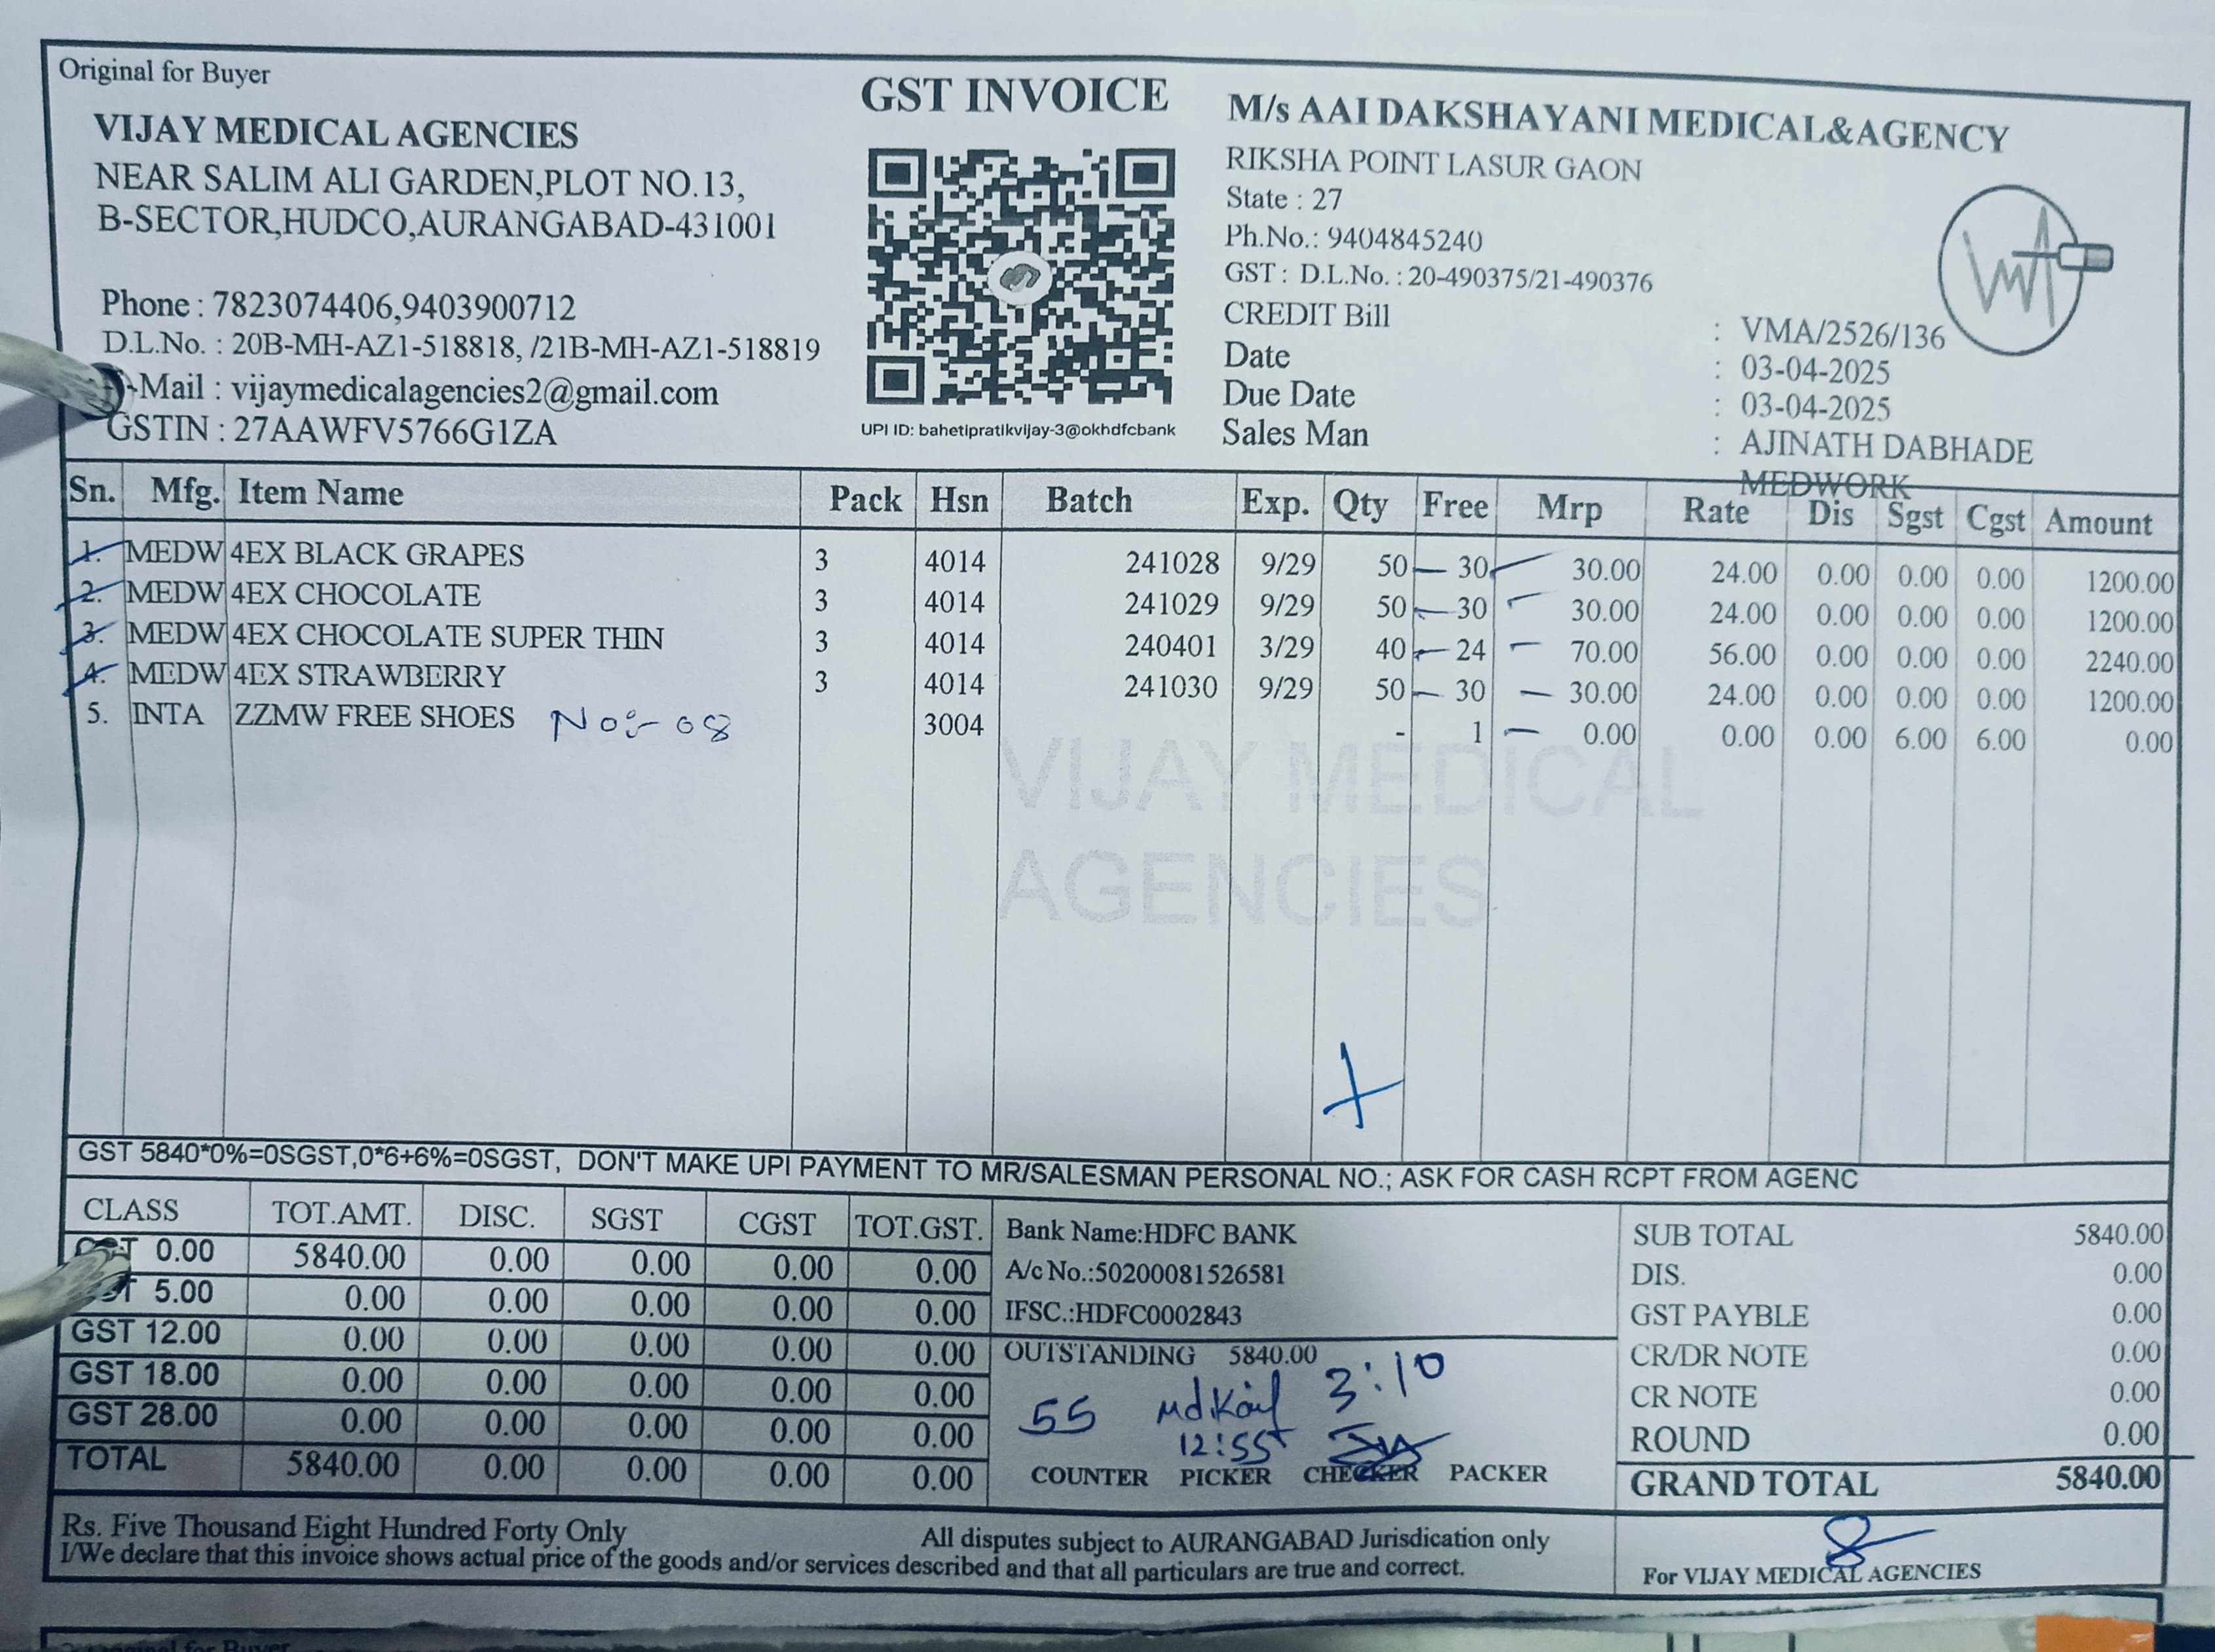 Original for Buyer
VIJAY MEDICAL AGENCIES
NEAR SALIM ALI GARDEN,PLOT NO.13,
B-SECTOR,HUDCO,AURANGABAD-431001
Phone : 7823074406,9403900712
D.L.No. : 20B-MH-AZ1-518818, /21B-MH-AZ1-518819
-Mail : vijaymedicalagencies2@gmail.com
GSTIN : 27AAWFV5766G1ZA
GST INVOICE
UPI ID: bahetipratikvijay-3@okhdfcbank
M/s AAI DAKSHAYANI MEDICAL&AGENCY
RIKSHA POINT LASUR GAON
State : 27
Ph.No.: 9404845240
GST : D.L.No. : 20-490375/21-490376
CREDIT Bill : VMA/2526/136
Date : 03-04-2025
Due Date : 03-04-2025
Sales Man : AJINATH DABHADE
MEDWORK
Sn. Mfg. Item Name Pack Hsn Batch Exp. Qty Free Mrp Rate Dis Sgst Cgst Amount
1. MEDW 4EX BLACK GRAPES 3 4014 241028 9/29 50 30 30.00 24.00 0.00 0.00 0.00 1200.00
2. MEDW 4EX CHOCOLATE 3 4014 241029 9/29 50 30 30.00 24.00 0.00 0.00 0.00 1200.00
3. MEDW 4EX CHOCOLATE SUPER THIN 3 4014 240401 3/29 40 24 70.00 56.00 0.00 0.00 0.00 2240.00
4. MEDW 4EX STRAWBERRY 3 4014 241030 9/29 50 30 30.00 24.00 0.00 0.00 0.00 1200.00
5. INTA ZZMW FREE SHOES No:- 08 3004 - 1 0.00 0.00 0.00 6.00 6.00 0.00
VIJAY MEDICAL
AGENCIES
GST 5840*0%=0SGST,0*6+6%=0SGST, DON'T MAKE UPI PAYMENT TO MR/SALESMAN PERSONAL NO.; ASK FOR CASH RCPT FROM AGENC
CLASS TOT.AMT. DISC. SGST CGST TOT.GST.
0.00 5840.00 0.00 0.00 0.00 0.00
5.00 0.00 0.00 0.00 0.00 0.00
GST 12.00 0.00 0.00 0.00 0.00 0.00
GST 18.00 0.00 0.00 0.00 0.00 0.00
GST 28.00 0.00 0.00 0.00 0.00 0.00
TOTAL 5840.00 0.00 0.00 0.00 0.00
Bank Name:HDFC BANK
A/c No.:50200081526581
IFSC.:HDFC0002843
OUTSTANDING 5840.00
55 3:10
12:55
COUNTER PICKER CHECKER PACKER
SUB TOTAL 5840.00
DIS. 0.00
GST PAYBLE 0.00
CR/DR NOTE 0.00
CR NOTE 0.00
ROUND 0.00
GRAND TOTAL 5840.00
Rs. Five Thousand Eight Hundred Forty Only
All disputes subject to AURANGABAD Jurisdication only
I/We declare that this invoice shows actual price of the goods and/or services described and that all particulars are true and correct.
For VIJAY MEDICAL AGENCIES